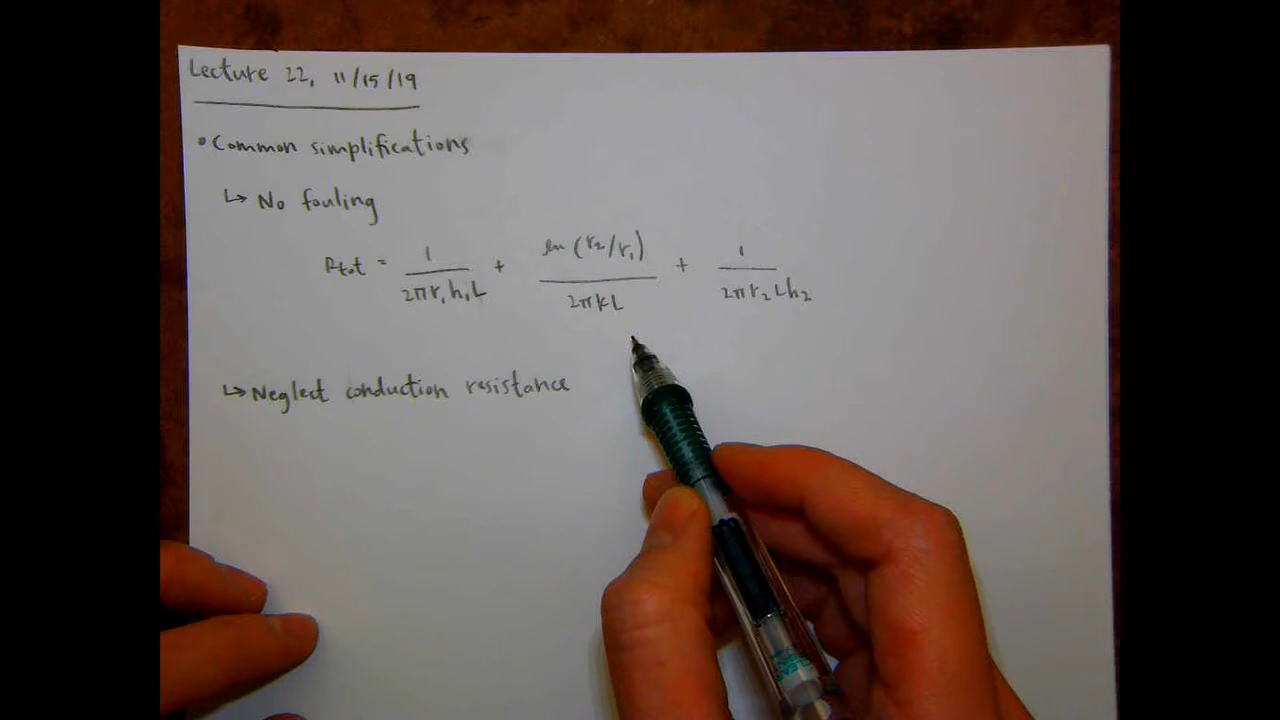 Lecture 22, 11/15/19
• Common simplifications
↳ No fouling
Rtot = 1/(2πr₁h₁L) + ln(r₂/r₁)/(2πkL) + 1/(2πr₂Lh₂)
↳ Neglect conduction resistance